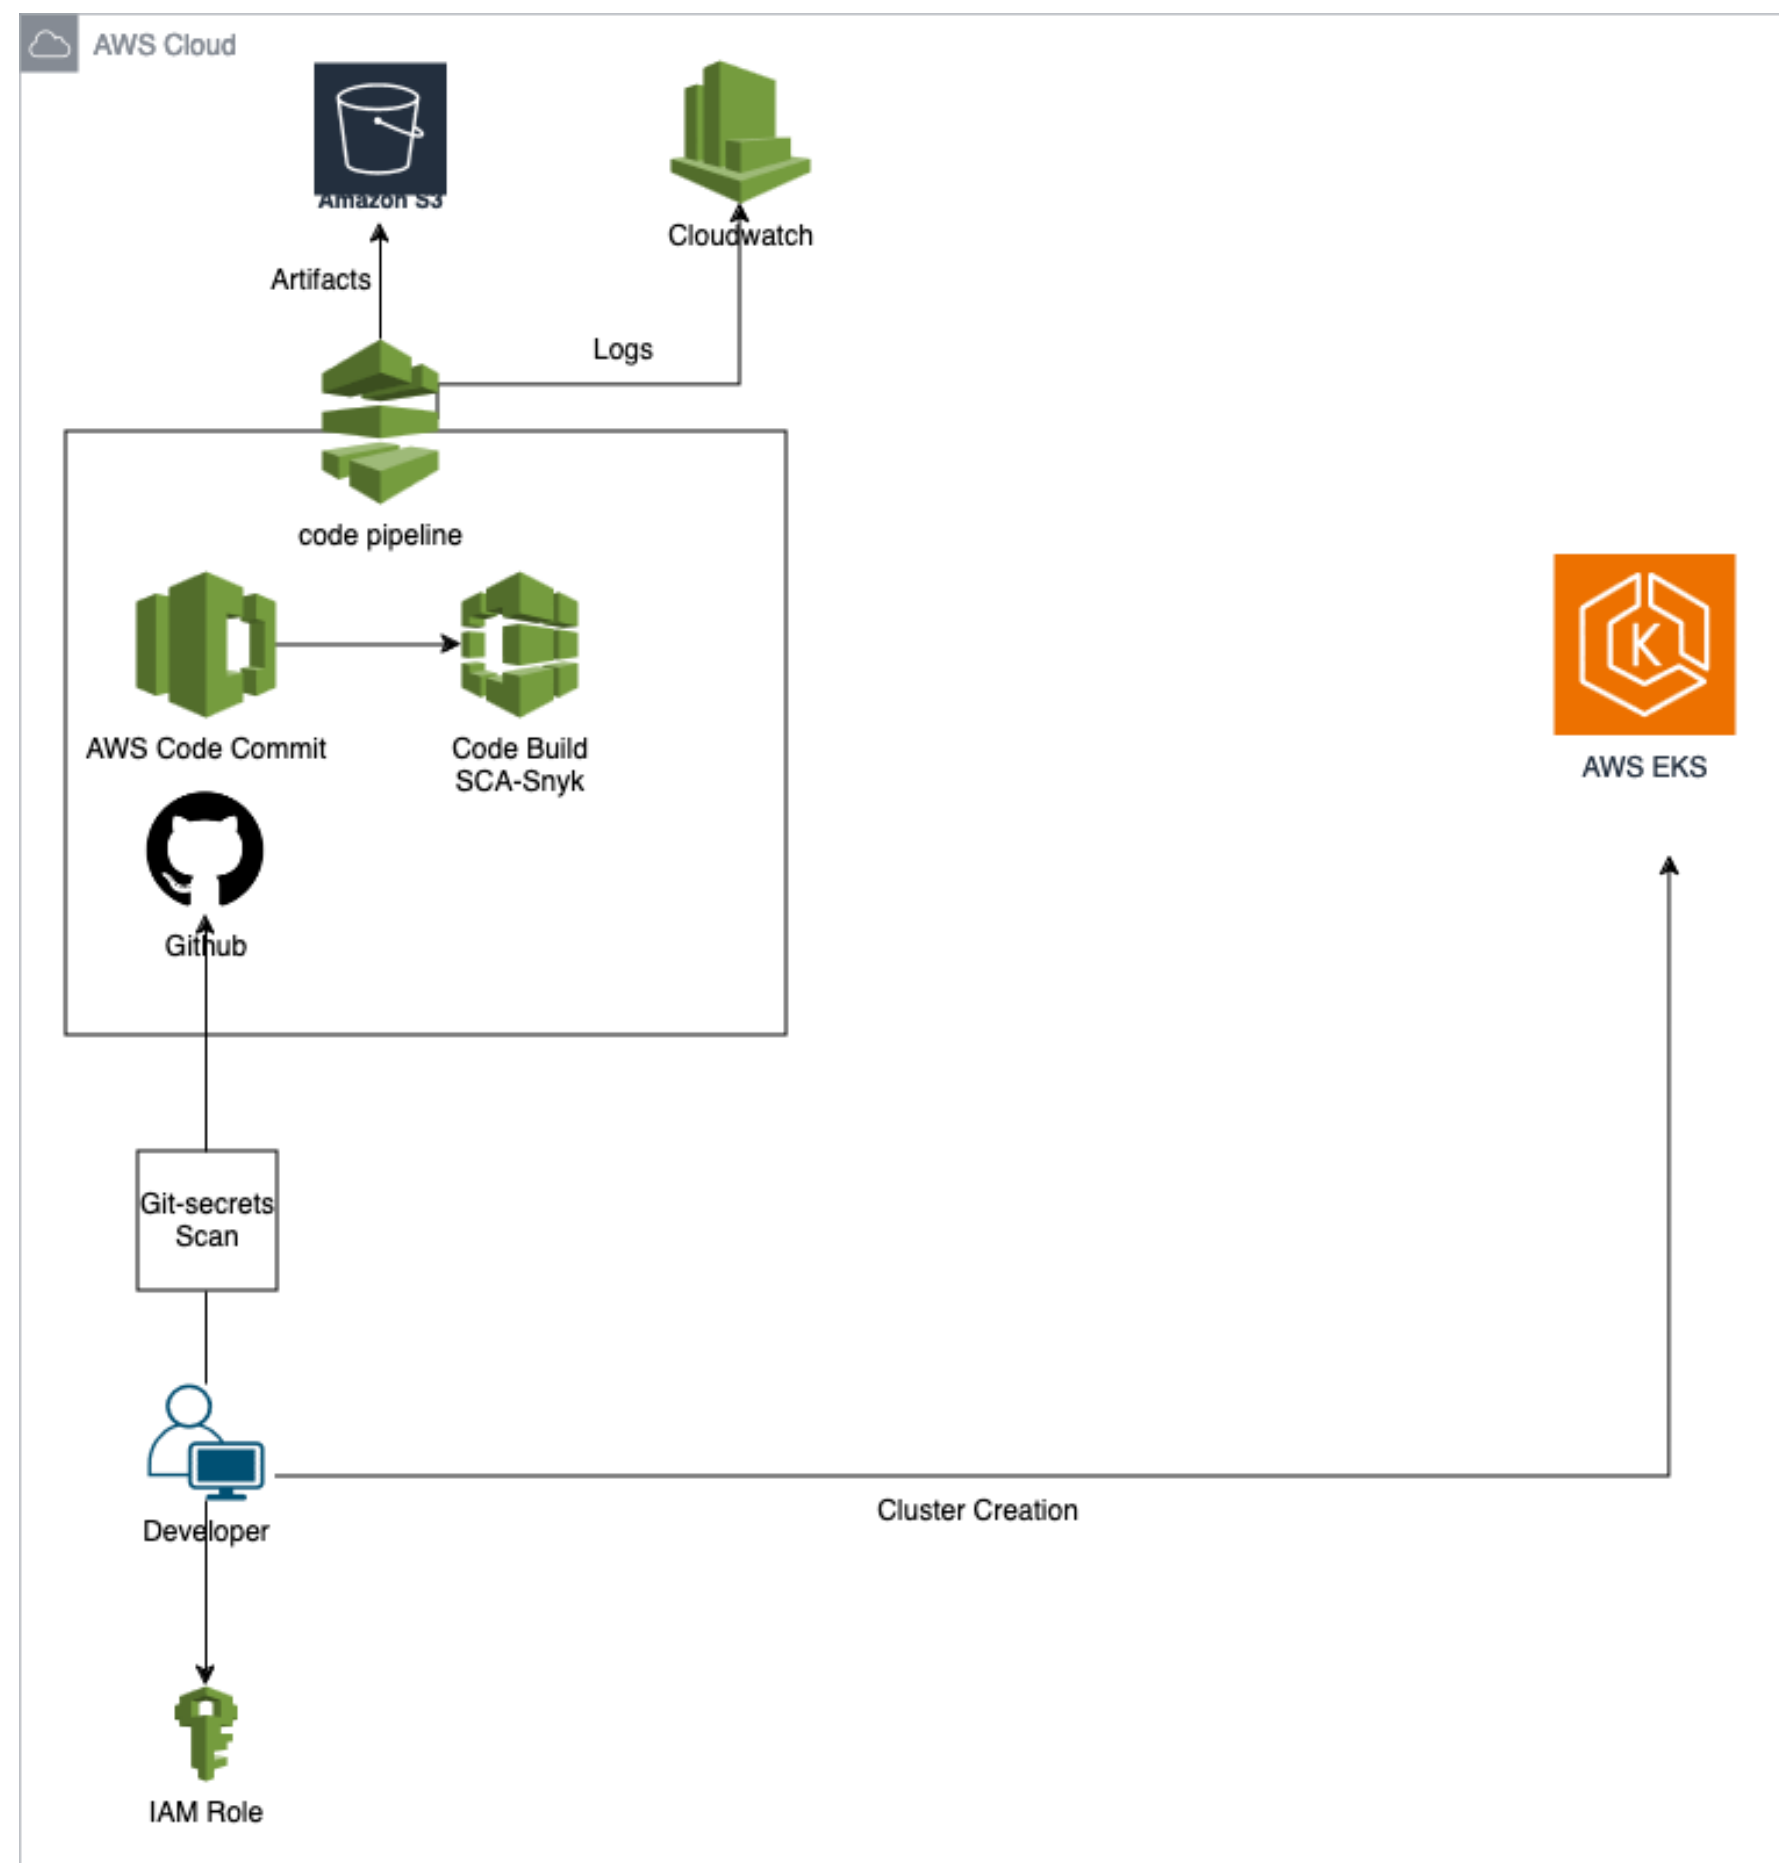 AWS Cloud
Amazon S3
Cloudwatch
Artifacts
Logs
code pipeline
AWS Code Commit
Code Build
SCA-Snyk
K
AWS EKS
Github
Git-secrets
Scan
Developer
Cluster Creation
IAM Role